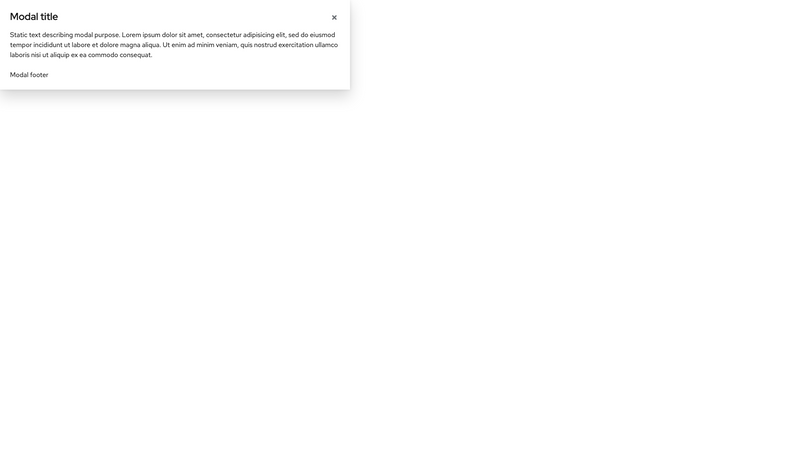 Modal title
Static text describing modal purpose. Lorem ipsum dolor sit amet, consectetur adipisicing elit, sed do eiusmod
tempor incididunt ut labore et dolore magna aliqua. Ut enim ad minim veniam, quis nostrud exercitation ullamco
laboris nisi ut aliquip ex ea commodo consequat.
Modal footer